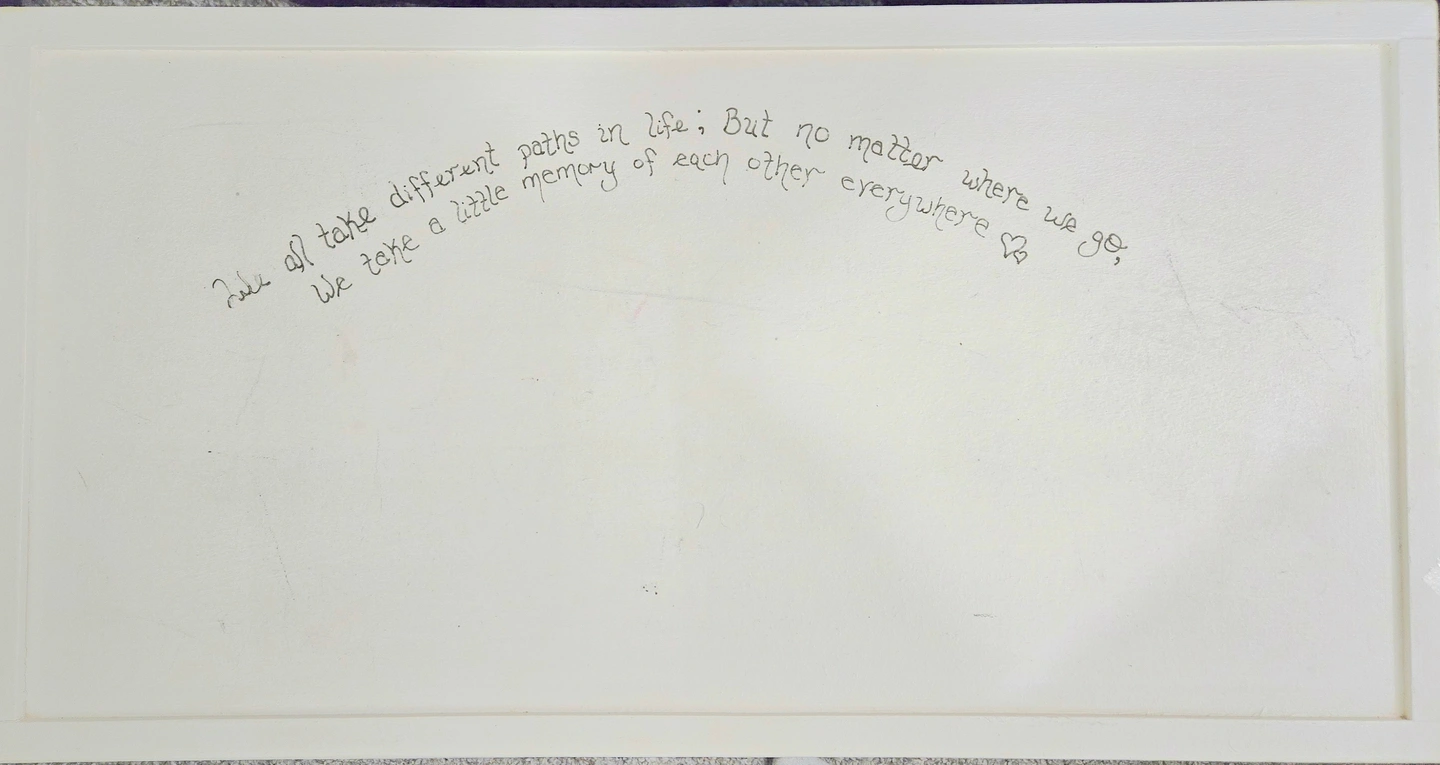 We all take different paths in life; But no matter where we go,
We take a little memory of each other everywhere